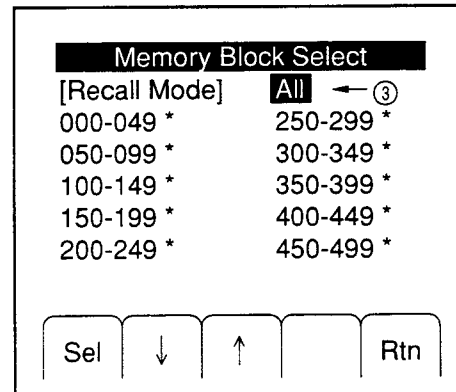 Memory Block Select
[Recall Mode] All ← ③
000-049 * 250-299 *
050-099 * 300-349 *
100-149 * 350-399 *
150-199 * 400-449 *
200-249 * 450-499 *
Sel ↓ ↑ Rtn